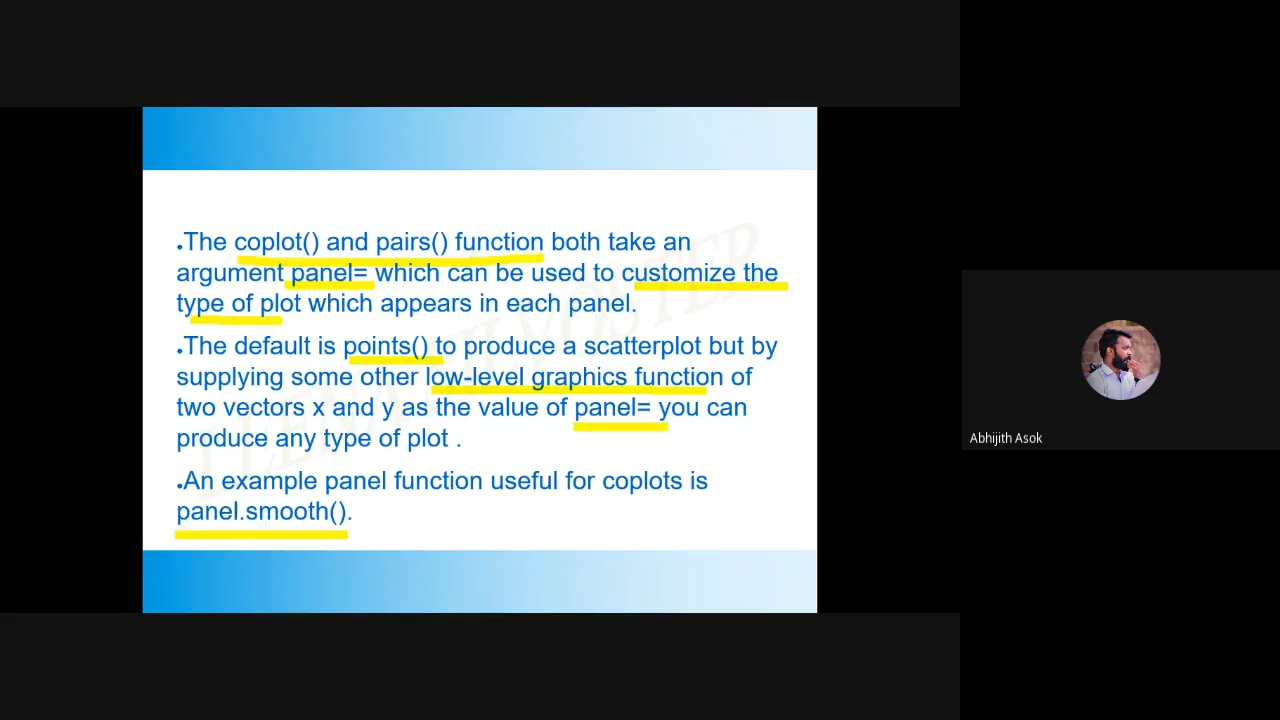 .The coplot() and pairs() function both take an
argument panel= which can be used to customize the
type of plot which appears in each panel.
.The default is points() to produce a scatterplot but by
supplying some other low-level graphics function of
two vectors x and y as the value of panel= you can
produce any type of plot .
.An example panel function useful for coplots is
panel.smooth().
Abhijith Asok